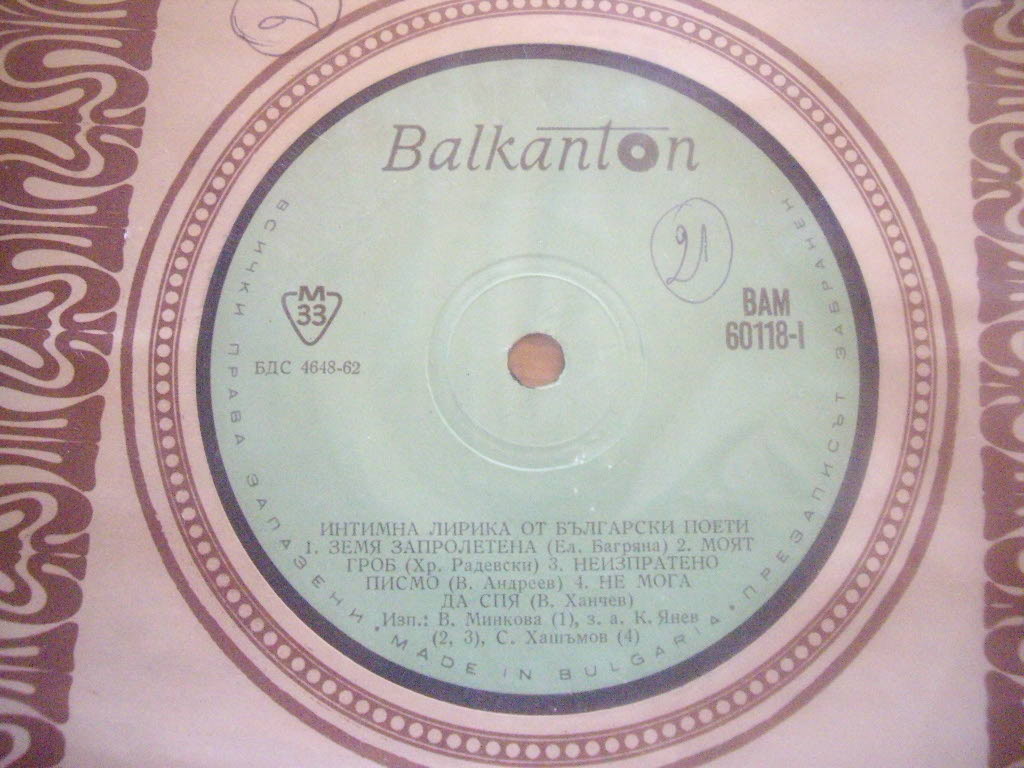 Balkanton
21
ВАМ
60118-I
М
33
БДС 4648-62
ИНТИМНА ЛИРИКА ОТ БЪЛГАРСКИ ПОЕТИ
1. ЗЕМЯ ЗАПРОЛЕТЕНА (Ел. Багряна) 2. МОЯТ
ГРОБ (Хр. Радевски) 3. НЕИЗПРАТЕНО
ПИСМО (В. Андреев) 4. НЕ МОГА
ДА СПЯ (В. Ханчев)
Изп.: В. Минкова (1), з. а. К. Янев
(2, 3), С. Хашъмов (4)
ВСИЧКИ ПРАВА ЗАПАЗЕНИ • MADE IN BULGARIA • ПРЕЗАПИСЪТ ЗАБРАНЕН